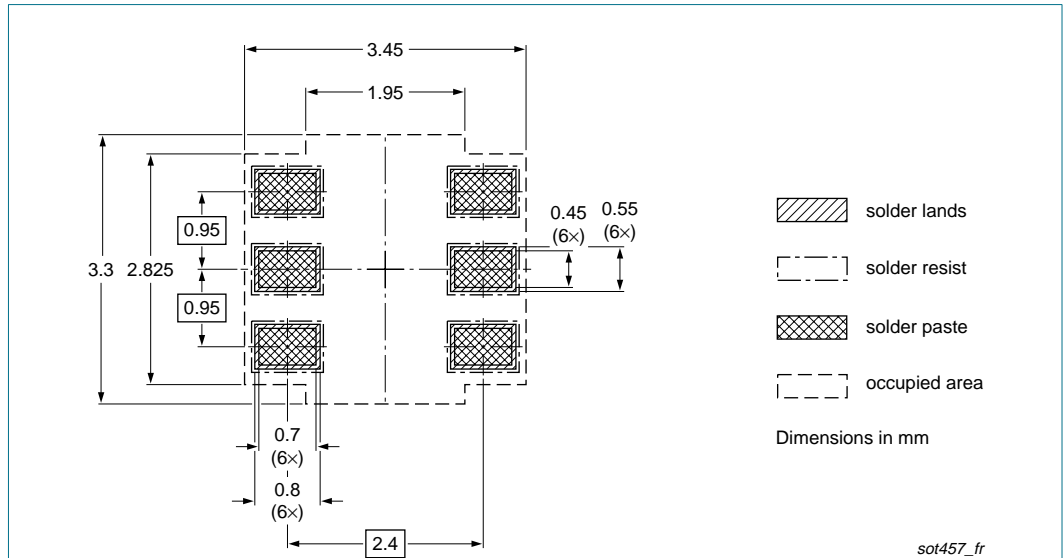 3.45
1.95
0.95
3.3 2.825
0.95
0.45
(6×)
0.55
(6×)
0.7
(6×)
0.8
(6×)
2.4
solder lands
solder resist
solder paste
occupied area
Dimensions in mm
sot457_fr